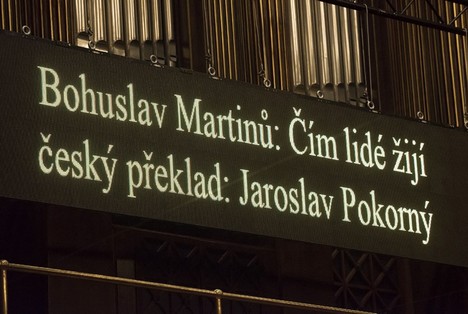 Bohuslav Martinů: Čím lidé žijí
český překlad: Jaroslav Pokorný